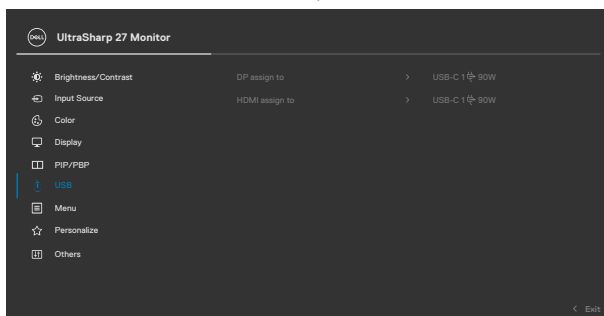 DELL UltraSharp 27 Monitor
Brightness/Contrast DP assign to > USB-C 1 90W
Input Source HDMI assign to > USB-C 1 90W
Color
Display
PIP/PBP
USB
Menu
Personalize
Others
< Exit